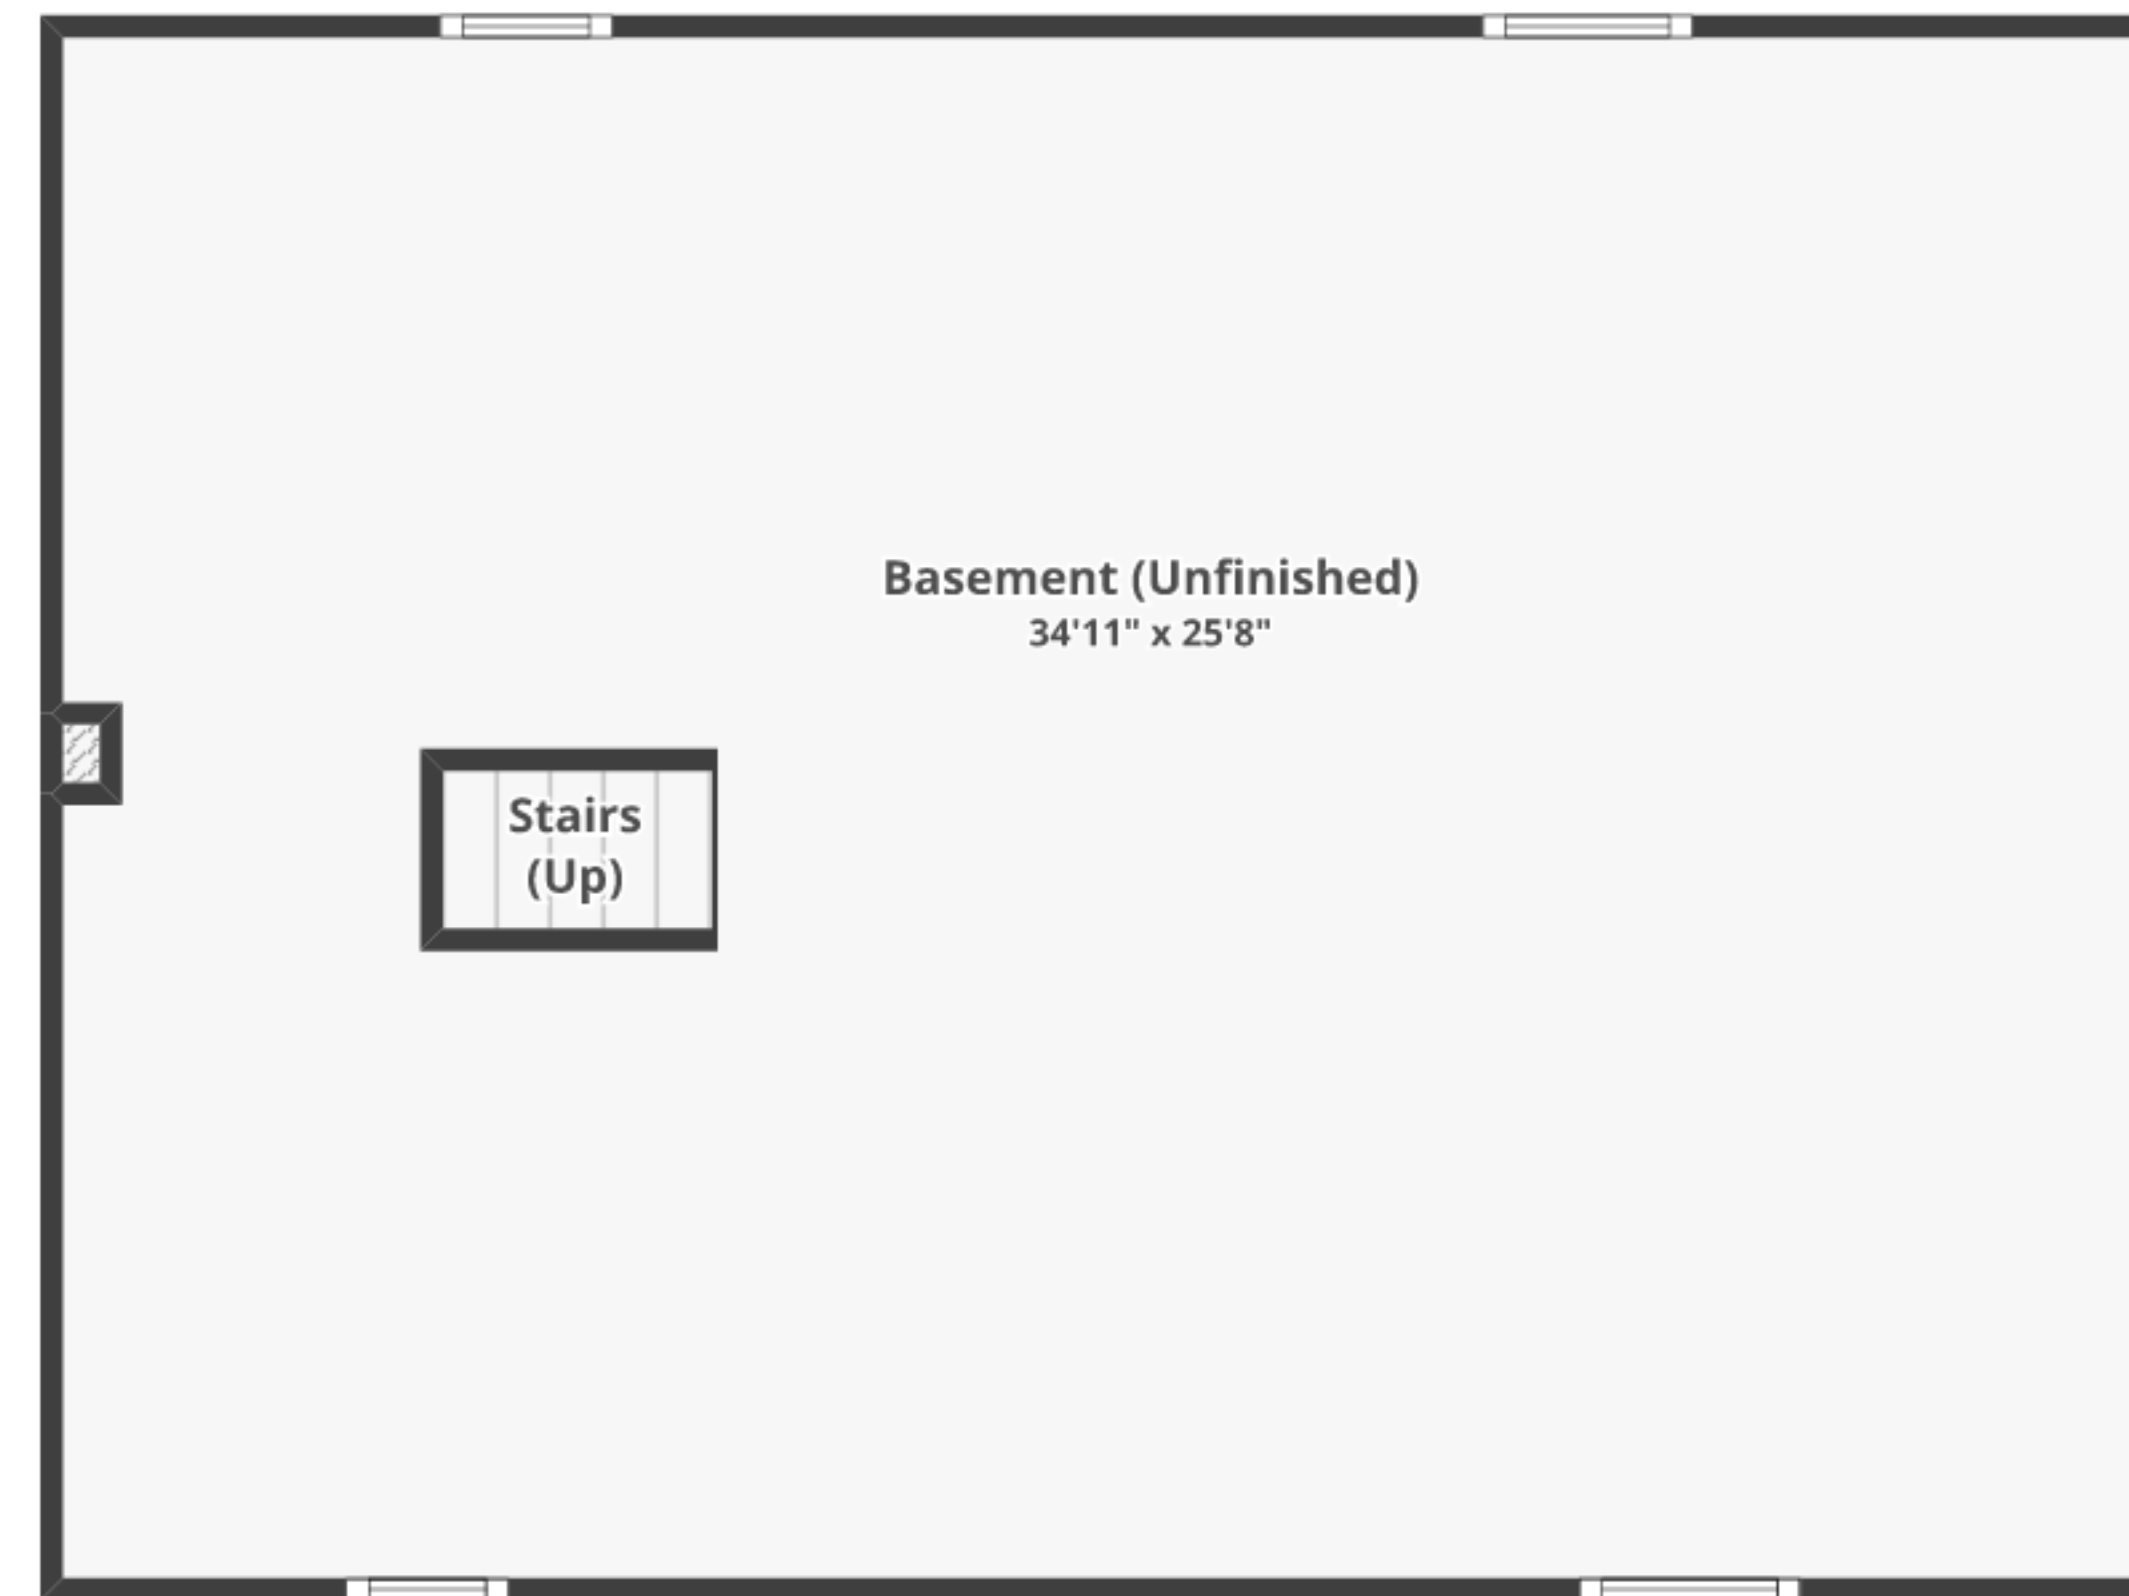 Basement (Unfinished)
34'11" x 25'8"
Stairs
(Up)